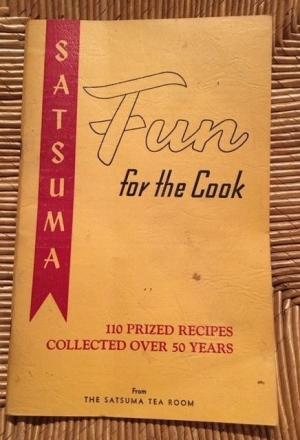 SATSUMA
Fun
for the Cook
110 PRIZED RECIPES
COLLECTED OVER 50 YEARS
From
THE SATSUMA TEA ROOM